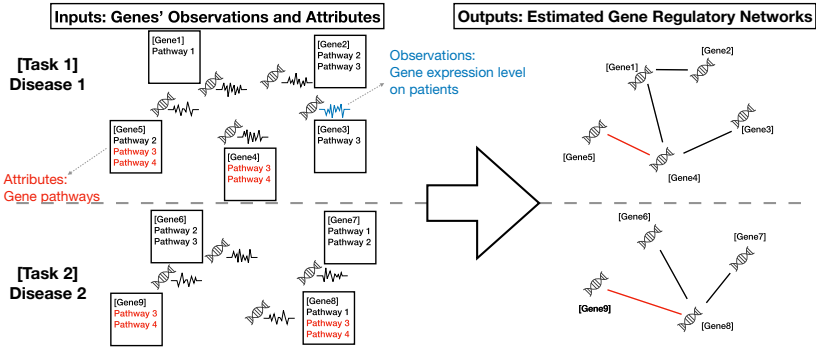 Inputs: Genes' Observations and Attributes
Outputs: Estimated Gene Regulatory Networks
[Task 1]
Disease 1
[Gene1]
Pathway 1
[Gene2]
Pathway 2
Pathway 3
Observations:
Gene expression level
on patients
[Gene5]
Pathway 2
Pathway 3
Pathway 4
[Gene4]
Pathway 3
Pathway 4
[Gene3]
Pathway 3
Attributes:
Gene pathways
[Gene1]
[Gene2]
[Gene3]
[Gene5]
[Gene4]
[Task 2]
Disease 2
[Gene6]
Pathway 2
Pathway 3
[Gene7]
Pathway 1
Pathway 2
[Gene9]
Pathway 3
Pathway 4
[Gene8]
Pathway 1
Pathway 3
Pathway 4
[Gene6]
[Gene7]
[Gene9]
[Gene8]